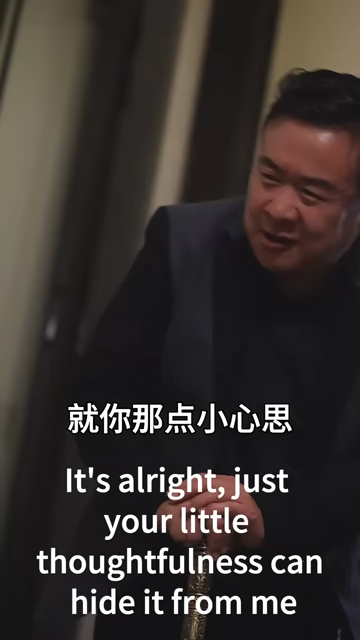 就你那点小心思
It's alright, just
your little
thoughtfulness can
hide it from me